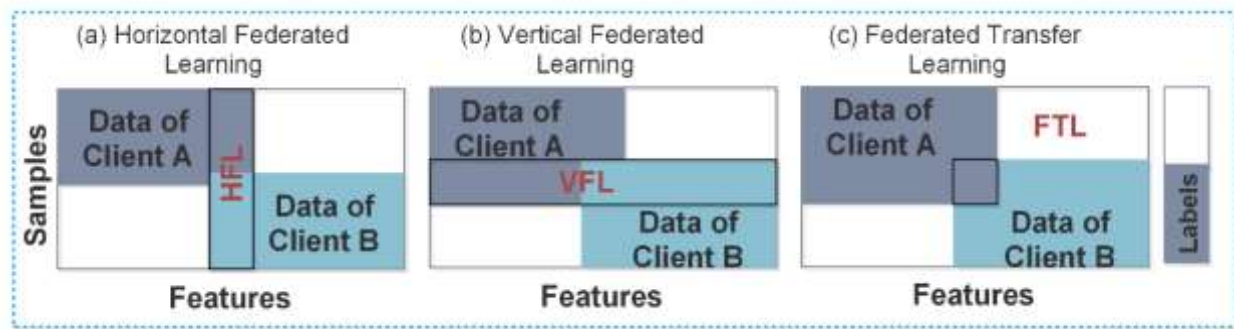 (a) Horizontal Federated
Learning
(b) Vertical Federated
Learning
(c) Federated Transfer
Learning
Samples
Data of
Client A
HFL
Data of
Client B
Features
Data of
Client A
VFL
Data of
Client B
Features
Data of
Client A
FTL
Data of
Client B
Features
Labels